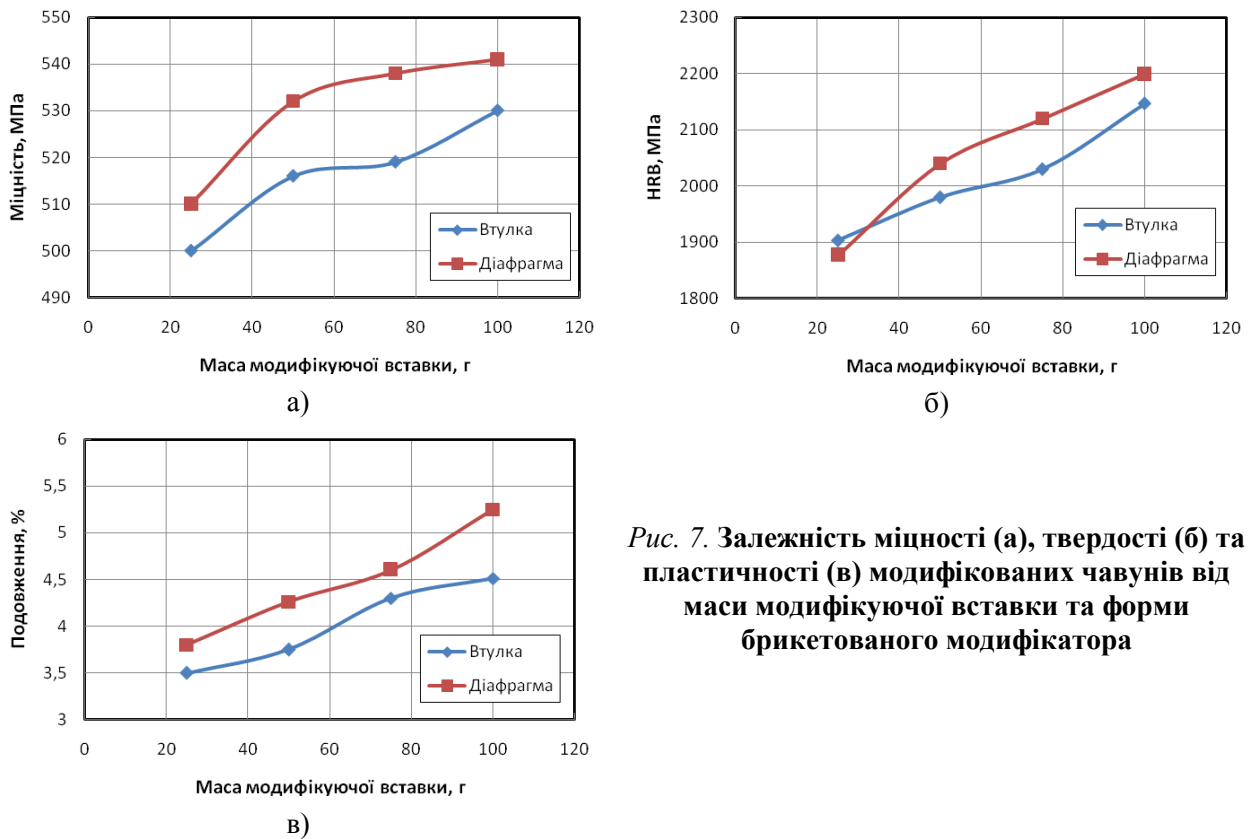 550
540
530
520
510
500
490
Міцність, МПа
0 20 40 60 80 100 120
Маса модифікуючої вставки, г
Втулка
Діафрагма
а)
2300
2200
2100
2000
1900
1800
HRB, МПа
0 20 40 60 80 100 120
Маса модифікуючої вставки, г
Втулка
Діафрагма
б)
6
5,5
5
4,5
4
3,5
3
Подовження, %
0 20 40 60 80 100 120
Маса модифікуючої вставки, г
Втулка
Діафрагма
в)
Рис. 7. Залежність міцності (а), твердості (б) та
пластичності (в) модифікованих чавунів від
маси модифікуючої вставки та форми
брикетованого модифікатора